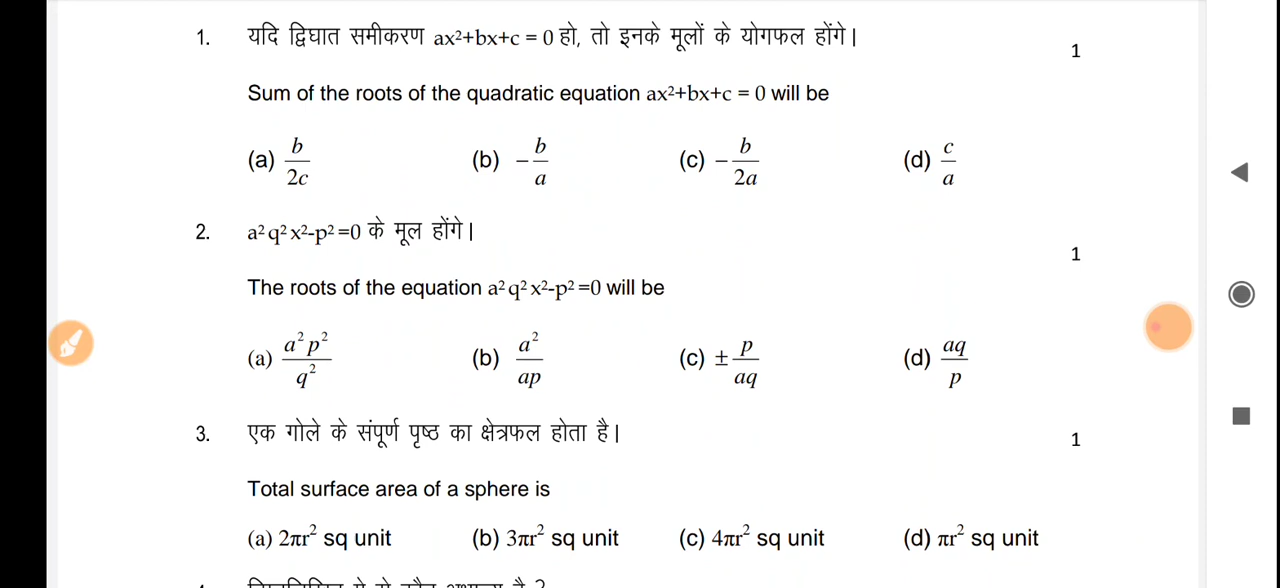 1. यदि द्विघात समीकरण ax²+bx+c = 0 हो, तो इनके मूलों के योगफल होंगे। 1
Sum of the roots of the quadratic equation ax²+bx+c = 0 will be
(a) b/2c (b) −b/a (c) −b/2a (d) c/a
2. a²q²x²-p²=0 के मूल होंगे। 1
The roots of the equation a²q²x²-p²=0 will be
(a) a²p²/q² (b) a²/ap (c) ±p/aq (d) aq/p
3. एक गोले के संपूर्ण पृष्ठ का क्षेत्रफल होता है। 1
Total surface area of a sphere is
(a) 2πr² sq unit (b) 3πr² sq unit (c) 4πr² sq unit (d) πr² sq unit